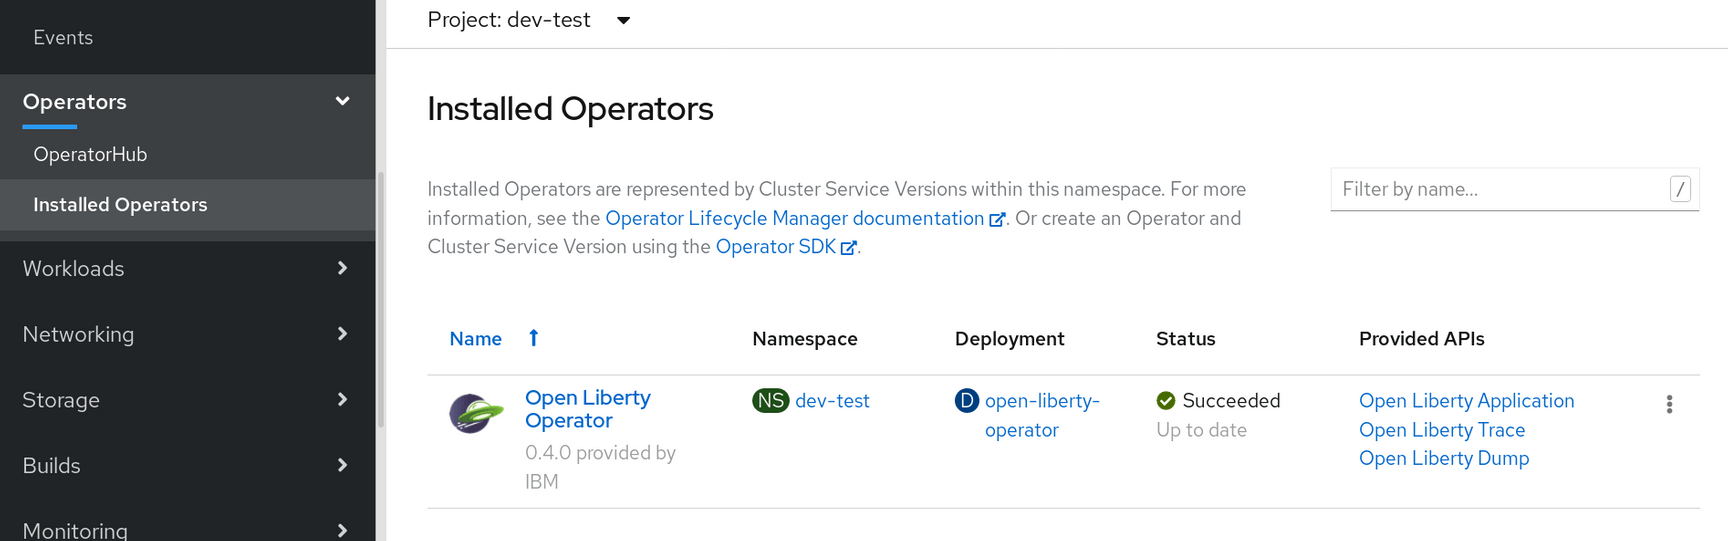 Events
Operators
OperatorHub
Installed Operators
Workloads
Networking
Storage
Builds
Monitoring
Project: dev-test
Installed Operators
Installed Operators are represented by Cluster Service Versions within this namespace. For more
information, see the Operator Lifecycle Manager documentation. Or create an Operator and
Cluster Service Version using the Operator SDK.
Filter by name... /
Name Namespace Deployment Status Provided APIs
Open Liberty
Operator
0.4.0 provided by
IBM
NS dev-test
D open-liberty-
operator
Succeeded
Up to date
Open Liberty Application
Open Liberty Trace
Open Liberty Dump